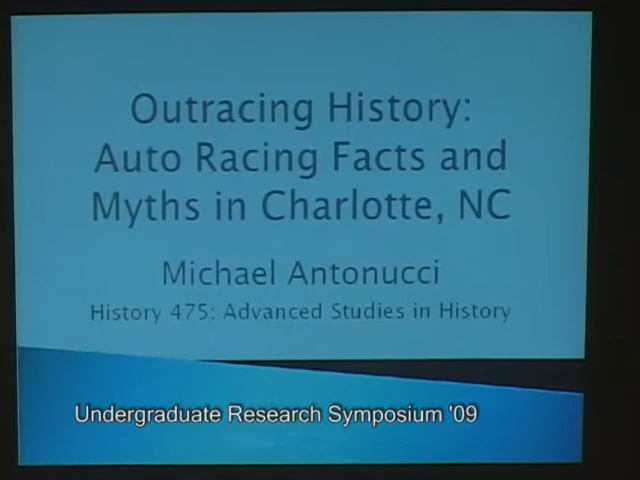 Outracing History:
Auto Racing Facts and
Myths in Charlotte, NC
Michael Antonucci
History 475: Advanced Studies in History
Undergraduate Research Symposium '09